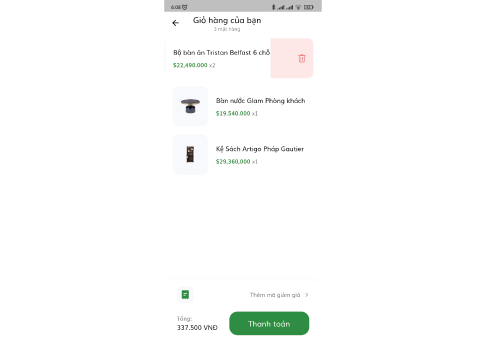 6:08
Giỏ hàng của bạn
3 mặt hàng
Bộ bàn ăn Tristan Belfast 6 chỗ
$22,490,000 x2
Bàn nước Giam Phòng khách
$19,540,000 x1
Kệ Sách Artigo Pháp Gautier
$29,360,000 x1
Thêm mã giảm giá
Tổng:
337.500 VNĐ
Thanh toán